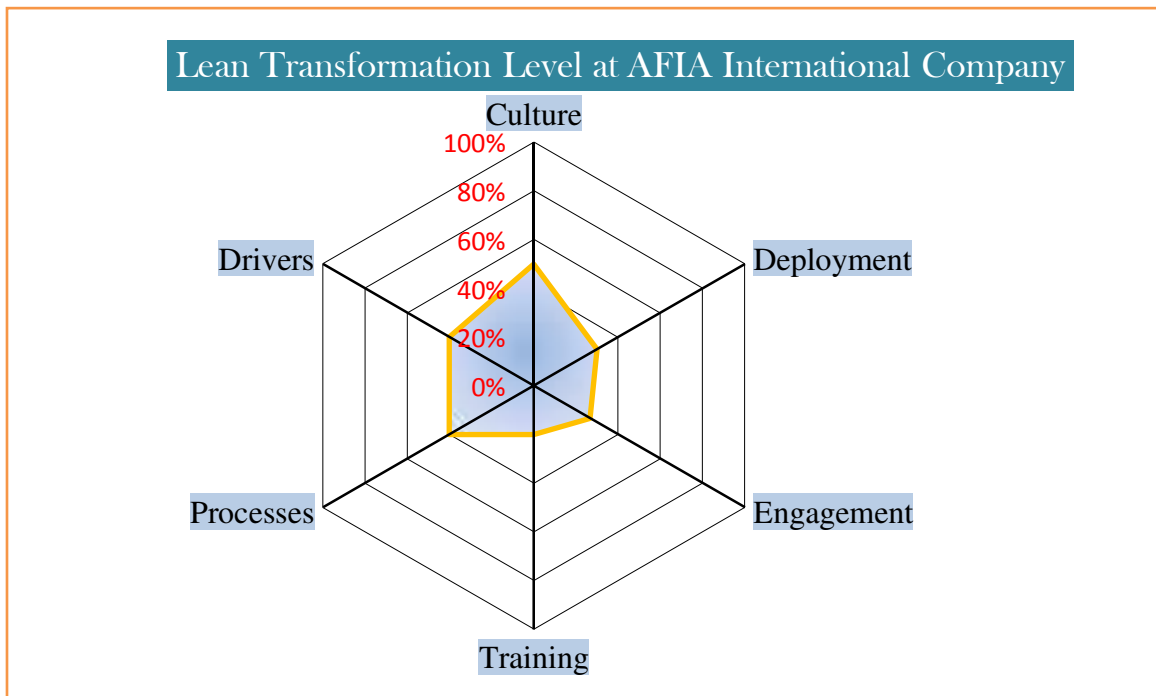 Lean Transformation Level at AFIA International Company
Culture
100%
80%
60%
40%
20%
0%
Drivers
Deployment
Processes
Engagement
Training